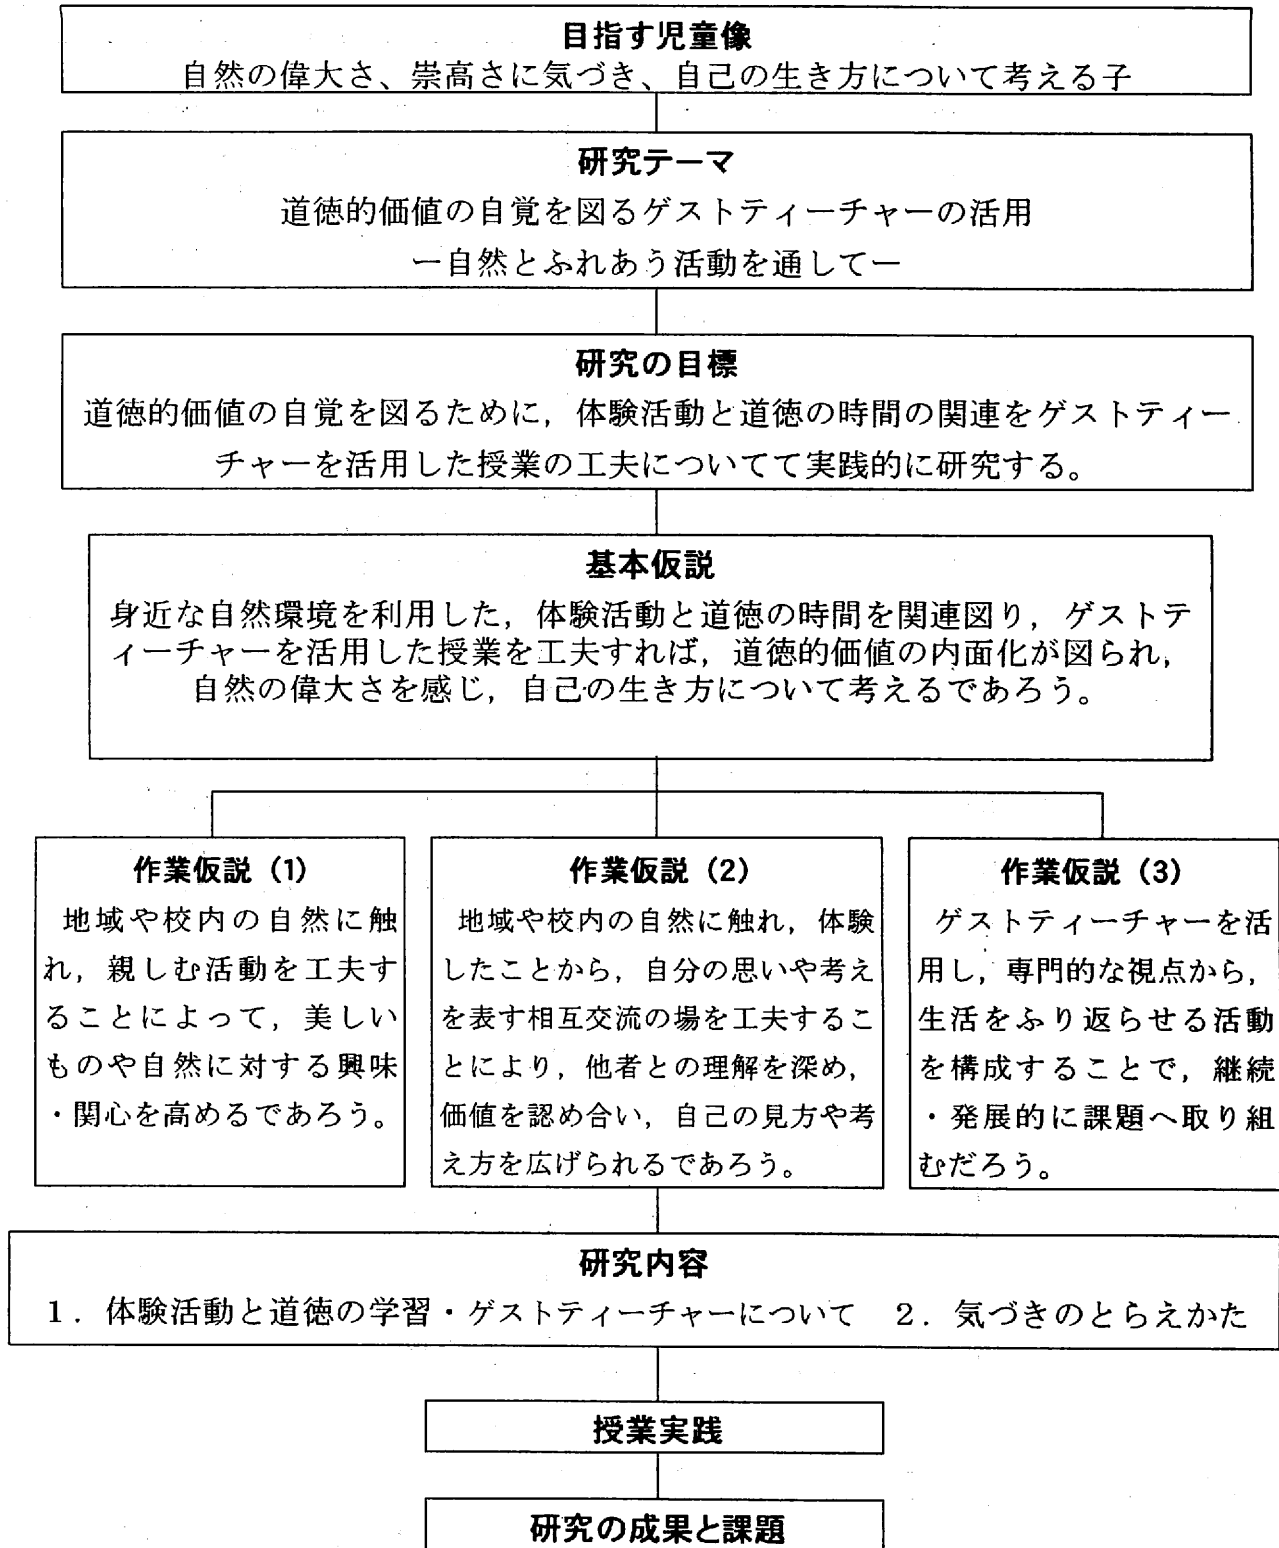 目指す児童像
自然の偉大さ、崇高さに気づき、自己の生き方について考える子
研究テーマ
道徳的価値の自覚を図るゲストティーチャーの活用
ー自然とふれあう活動を通してー
研究の目標
道徳的価値の自覚を図るために，体験活動と道徳の時間の関連をゲストティー
チャーを活用した授業の工夫についてて実践的に研究する。
基本仮説
身近な自然環境を利用した，体験活動と道徳の時間を関連図り，ゲストテ
ィーチャーを活用した授業を工夫すれば，道徳的価値の内面化が図られ，
自然の偉大さを感じ，自己の生き方について考えるであろう。
作業仮説（1）
地域や校内の自然に触
れ，親しむ活動を工夫す
ることによって，美しい
ものや自然に対する興味
・関心を高めるであろう。
作業仮説（2）
地域や校内の自然に触れ，体験
したことから，自分の思いや考え
を表す相互交流の場を工夫するこ
とにより，他者との理解を深め，
価値を認め合い，自己の見方や考
え方を広げられるであろう。
作業仮説（3）
ゲストティーチャーを活
用し，専門的な視点から，
生活をふり返らせる活動
を構成することで，継続
・発展的に課題へ取り組
むだろう。
研究内容
1．体験活動と道徳の学習・ゲストティーチャーについて　2．気づきのとらえかた
授業実践
研究の成果と課題